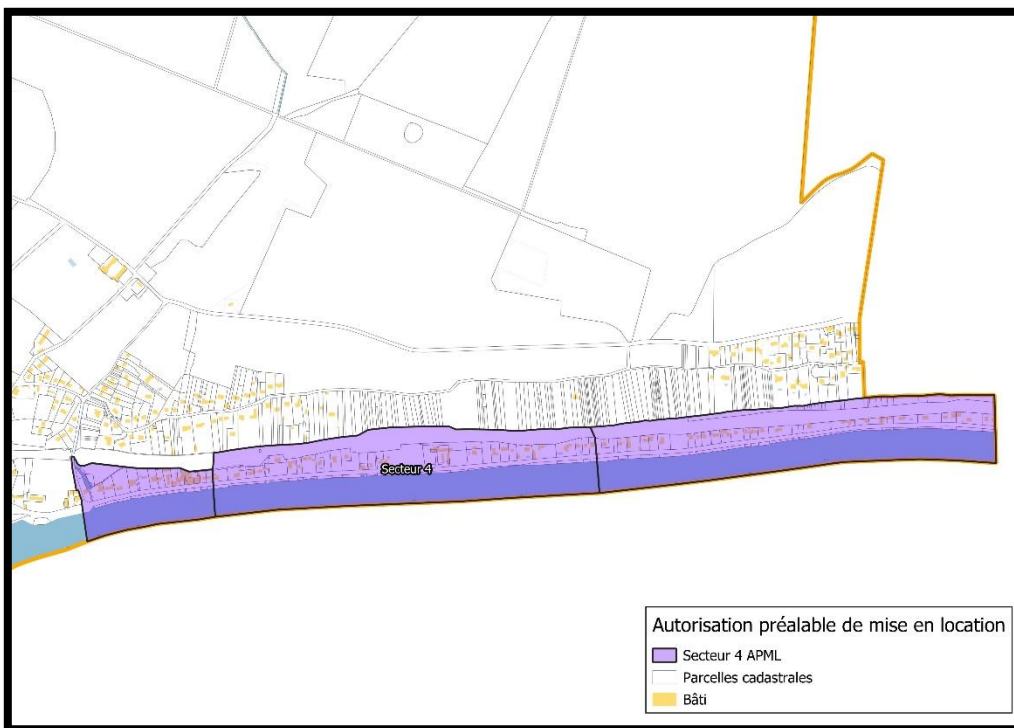 Secteur 4
Autorisation préalable de mise en location
Secteur 4 APML
Parcelles cadastrales
Bâti